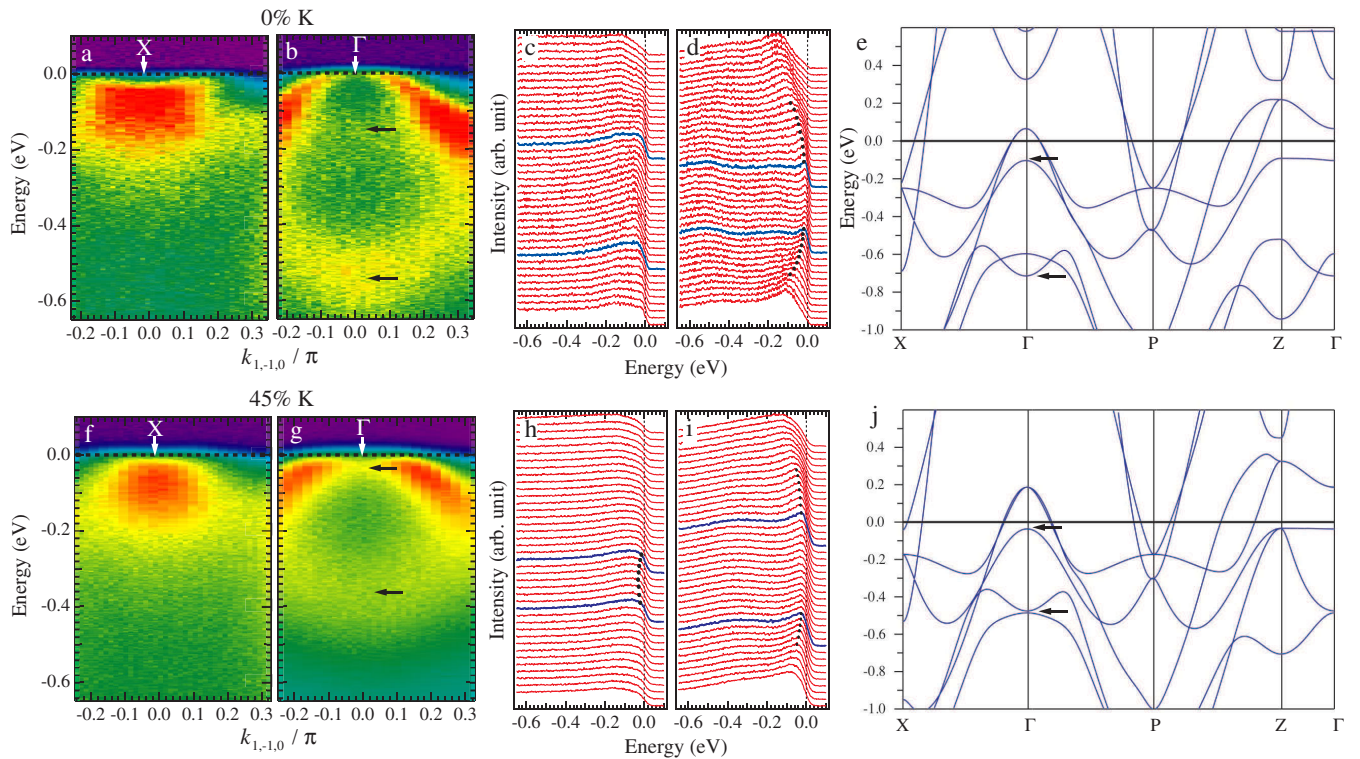 0% K
a
X
b
Γ
c
d
e
0.0
-0.2
-0.4
-0.6
Energy (eV)
-0.2 -0.1 0.0 0.1 0.2 0.3
-0.2 -0.1 0.0 0.1 0.2 0.3
k1,-1,0 / π
Intensity (arb. unit)
-0.6 -0.4 -0.2 0.0
-0.6 -0.4 -0.2 0.0
Energy (eV)
Energy (eV)
0.4
0.2
0.0
-0.2
-0.4
-0.6
-0.8
-1.0
X Γ P Z Γ
45% K
f
X
g
Γ
h
i
j
0.0
-0.2
-0.4
-0.6
Energy (eV)
-0.2 -0.1 0.0 0.1 0.2 0.3
-0.2 -0.1 0.0 0.1 0.2 0.3
k1,-1,0 / π
Intensity (arb. unit)
-0.6 -0.4 -0.2 0.0
-0.6 -0.4 -0.2 0.0
Energy (eV)
0.4
0.2
0.0
-0.2
-0.4
-0.6
-0.8
-1.0
X Γ P Z Γ